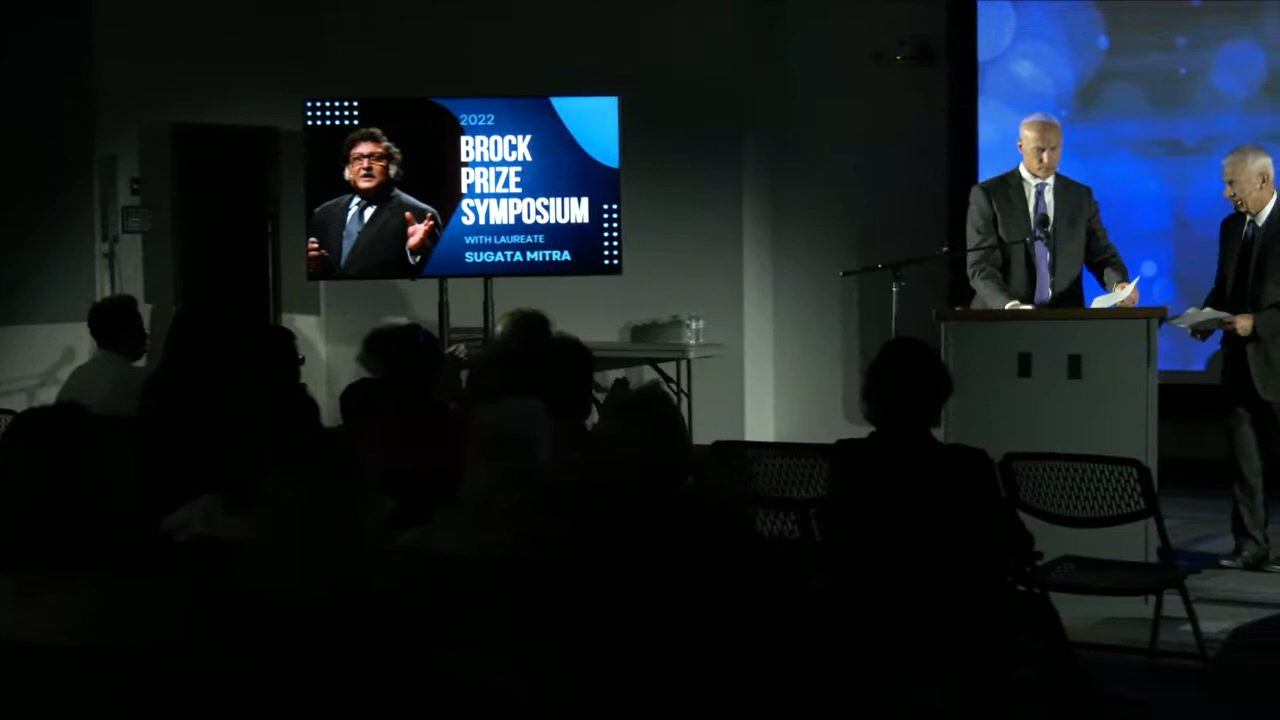 2022
BROCK
PRIZE
SYMPOSIUM
WITH LAUREATE
SUGATA MITRA